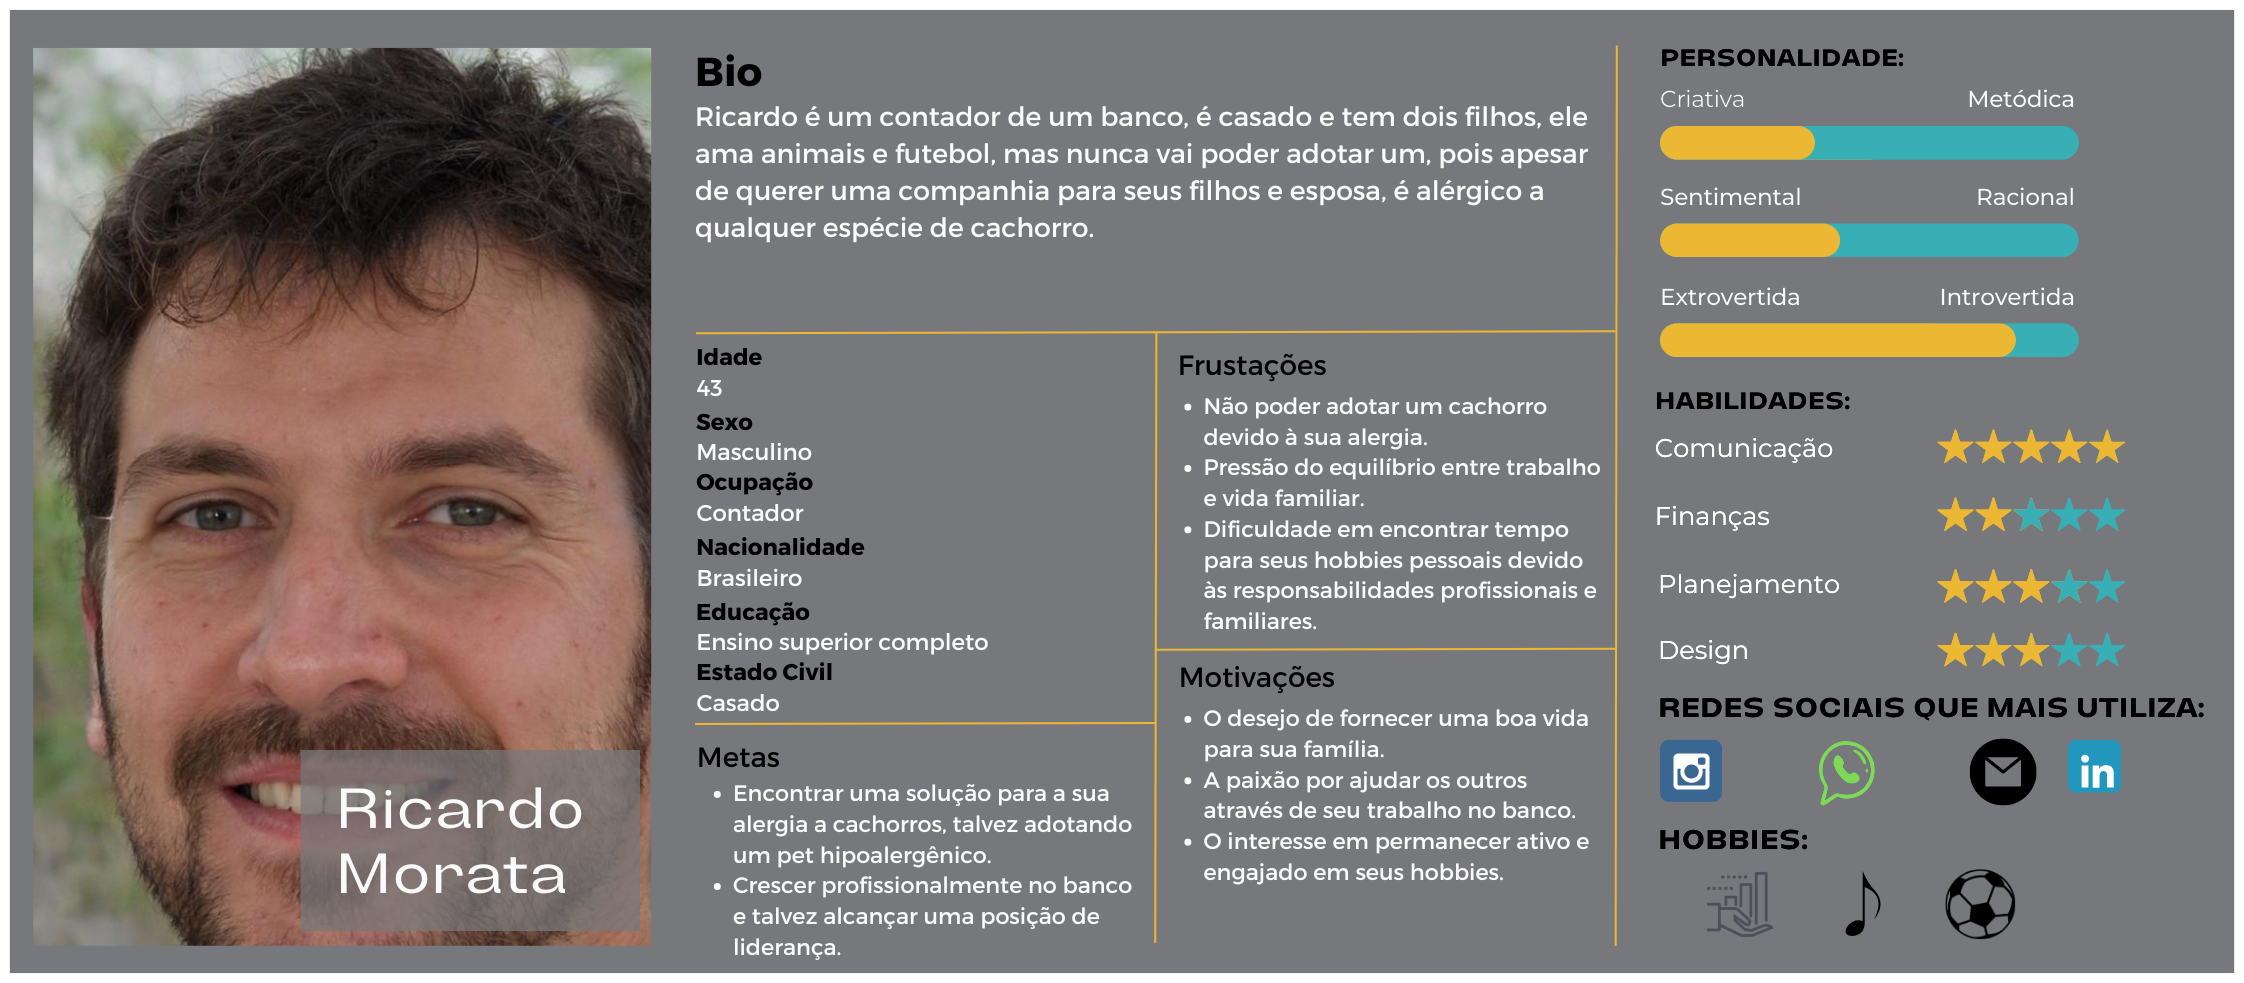 Ricardo
Morata
Bio
Ricardo é um contador de um banco, é casado e tem dois filhos, ele
ama animais e futebol, mas nunca vai poder adotar um, pois apesar
de querer uma companhia para seus filhos e esposa, é alérgico a
qualquer espécie de cachorro.
Idade
43
Sexo
Masculino
Ocupação
Contador
Nacionalidade
Brasileiro
Educação
Ensino superior completo
Estado Civil
Casado
Metas
• Encontrar uma solução para a sua
alergia a cachorros, talvez adotando
um pet hipoalergênico.
• Crescer profissionalmente no banco
e talvez alcançar uma posição de
liderança.
Frustações
• Não poder adotar um cachorro
devido à sua alergia.
• Pressão do equilíbrio entre trabalho
e vida familiar.
• Dificuldade em encontrar tempo
para seus hobbies pessoais devido
às responsabilidades profissionais e
familiares.
Motivações
• O desejo de fornecer uma boa vida
para sua família.
• A paixão por ajudar os outros
através de seu trabalho no banco.
• O interesse em permanecer ativo e
engajado em seus hobbies.
PERSONALIDADE:
Criativa Metódica
Sentimental Racional
Extrovertida Introvertida
HABILIDADES:
Comunicação
Finanças
Planejamento
Design
REDES SOCIAIS QUE MAIS UTILIZA:
in
HOBBIES: